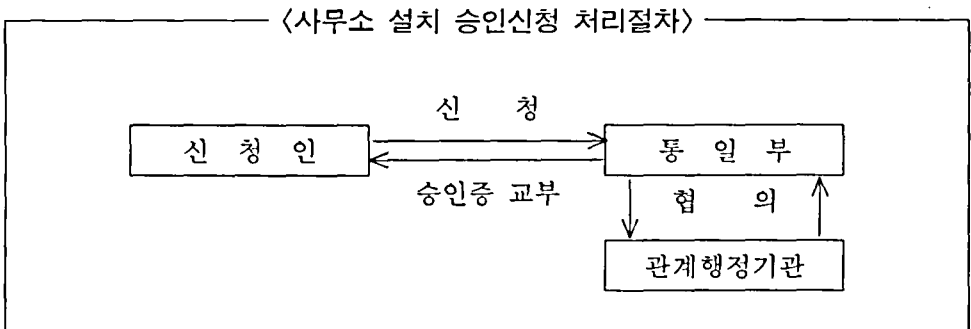 〈사무소 설치 승인신청 처리절차〉
신 청
신 청 인
통 일 부
승인증 교부
협 의
관계행정기관